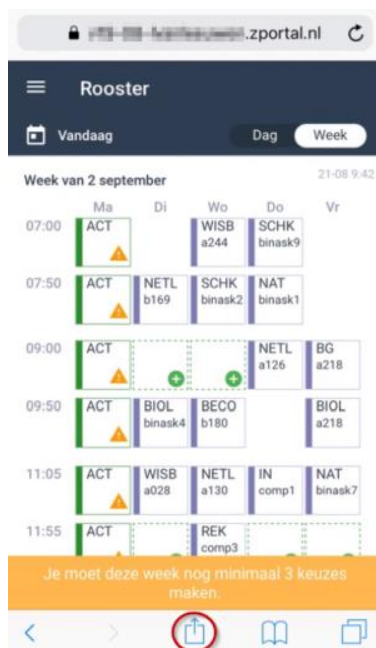 .zportal.nl
Rooster
Vandaag Dag Week
Week van 2 september 21-08 9:42
Ma Di Wo Do Vr
07:00 ACT WISB SCHK
a244 binask9
07:50 ACT NETL SCHK NAT
b169 binask2 binask1
09:00 ACT NETL BG
a126 a218
09:50 ACT BIOL BECO BIOL
binask4 b180 a218
11:05 ACT WISB NETL IN NAT
a028 a130 comp1 binask7
11:55 ACT REK
comp3
Je moet deze week nog minimaal 3 keuzes
maken.